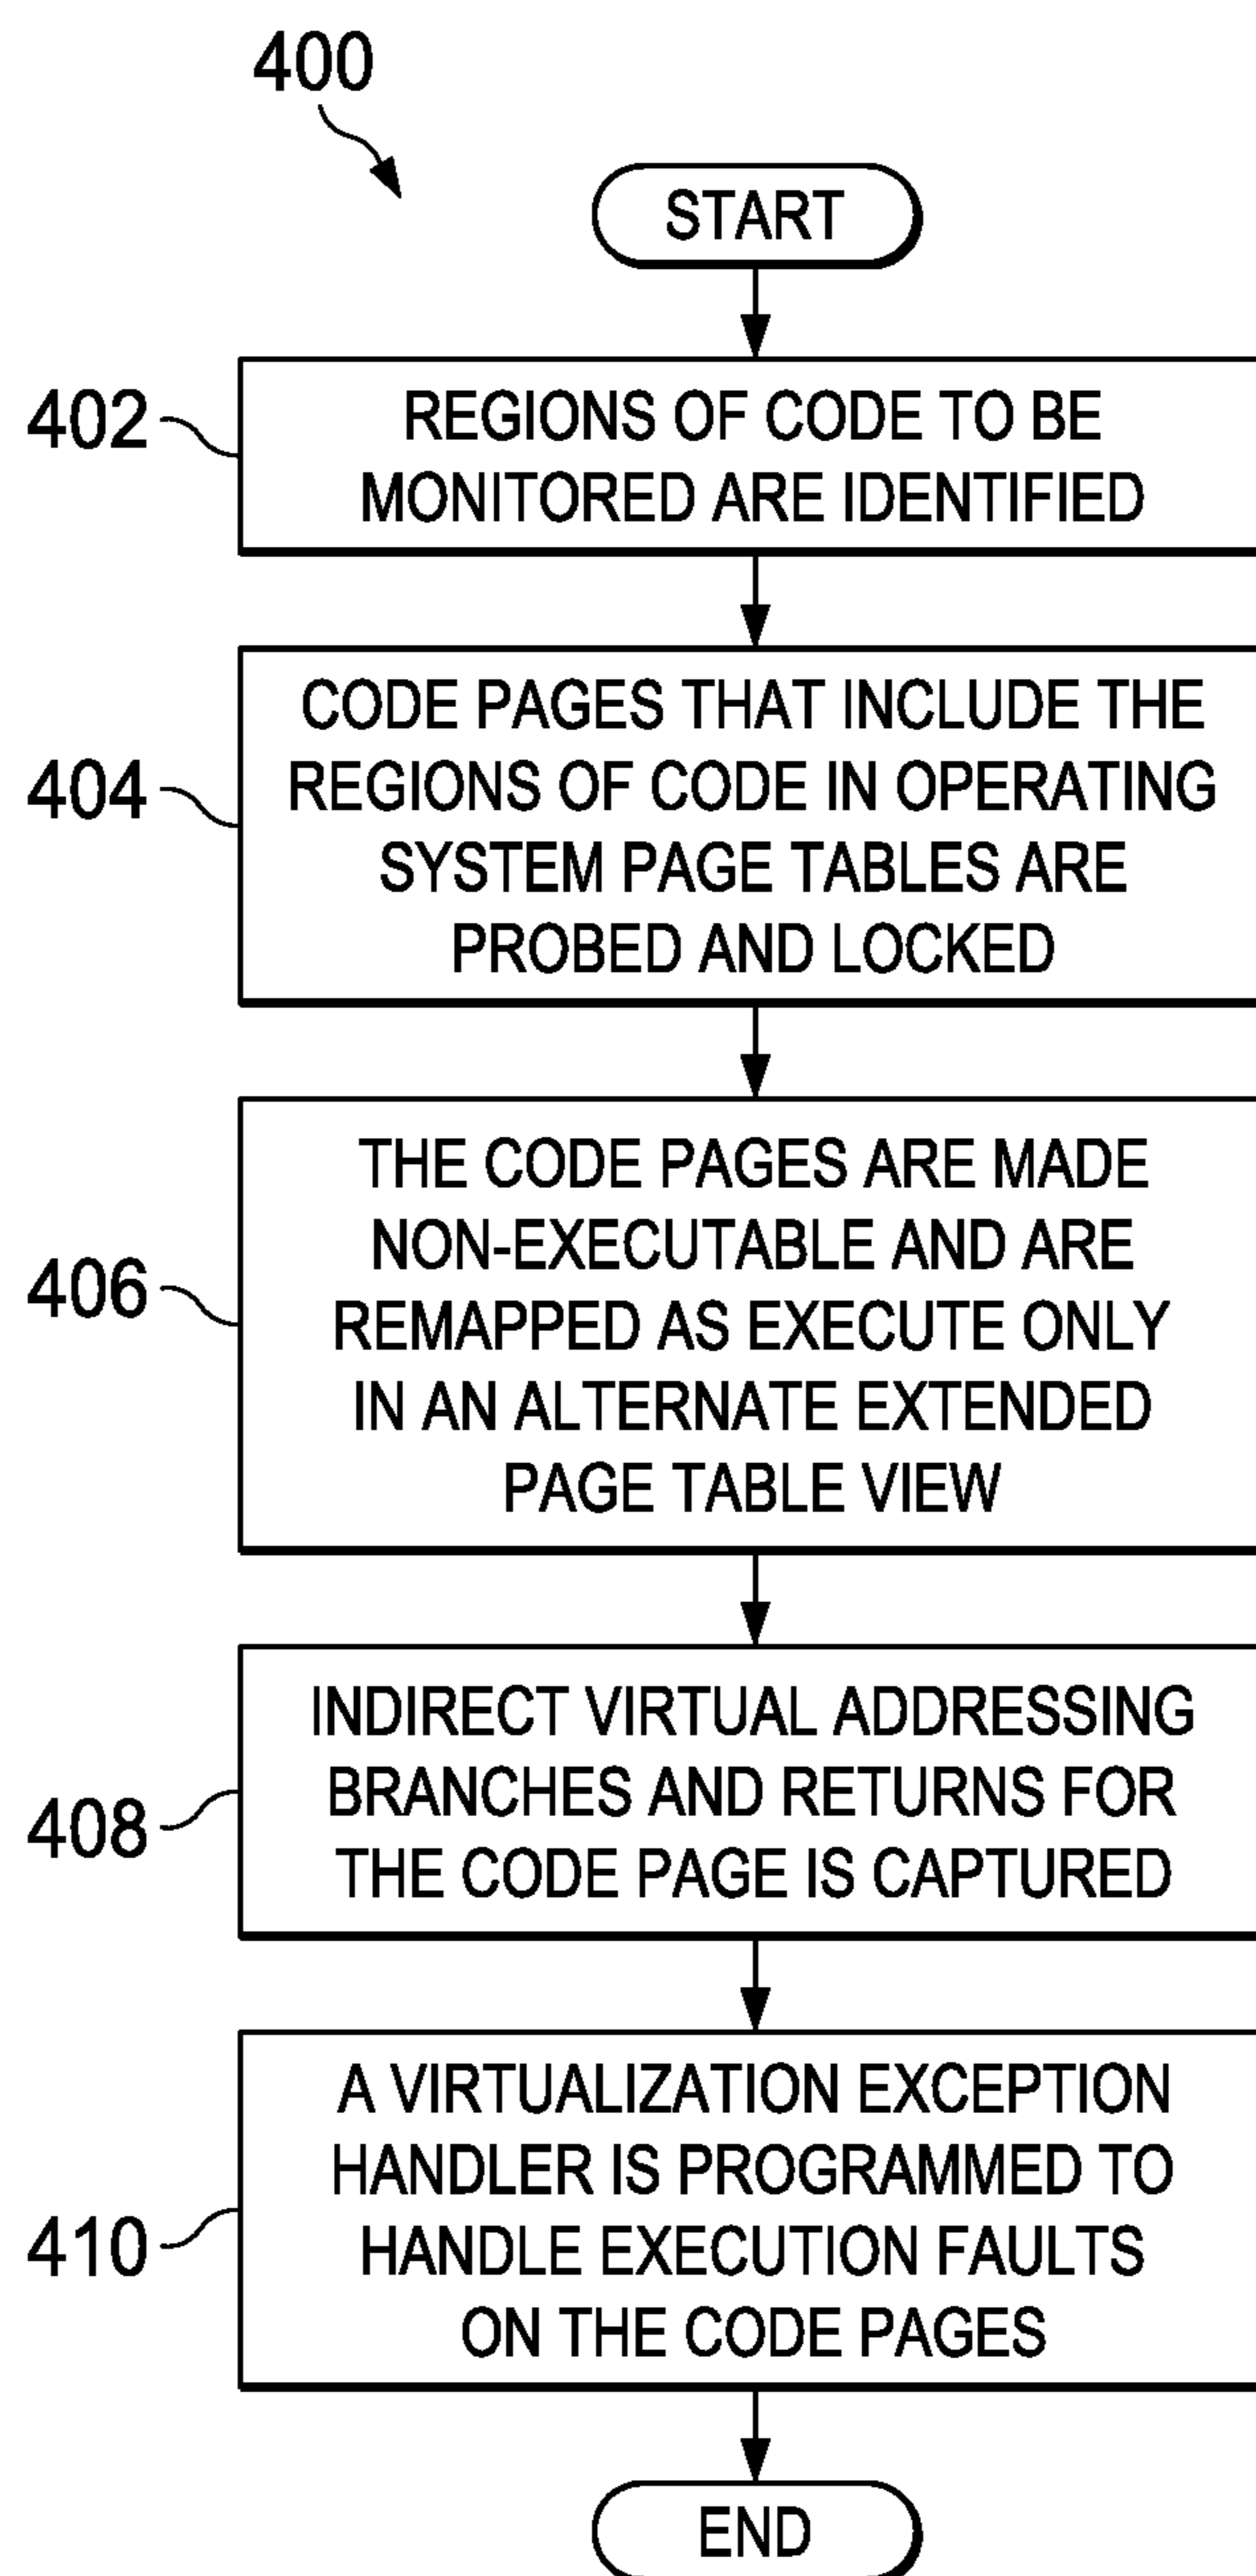 400
START
402
REGIONS OF CODE TO BE
MONITORED ARE IDENTIFIED
404
CODE PAGES THAT INCLUDE THE
REGIONS OF CODE IN OPERATING
SYSTEM PAGE TABLES ARE
PROBED AND LOCKED
406
THE CODE PAGES ARE MADE
NON-EXECUTABLE AND ARE
REMAPPED AS EXECUTE ONLY
IN AN ALTERNATE EXTENDED
PAGE TABLE VIEW
408
INDIRECT VIRTUAL ADDRESSING
BRANCHES AND RETURNS FOR
THE CODE PAGE IS CAPTURED
410
A VIRTUALIZATION EXCEPTION
HANDLER IS PROGRAMMED TO
HANDLE EXECUTION FAULTS
ON THE CODE PAGES
END